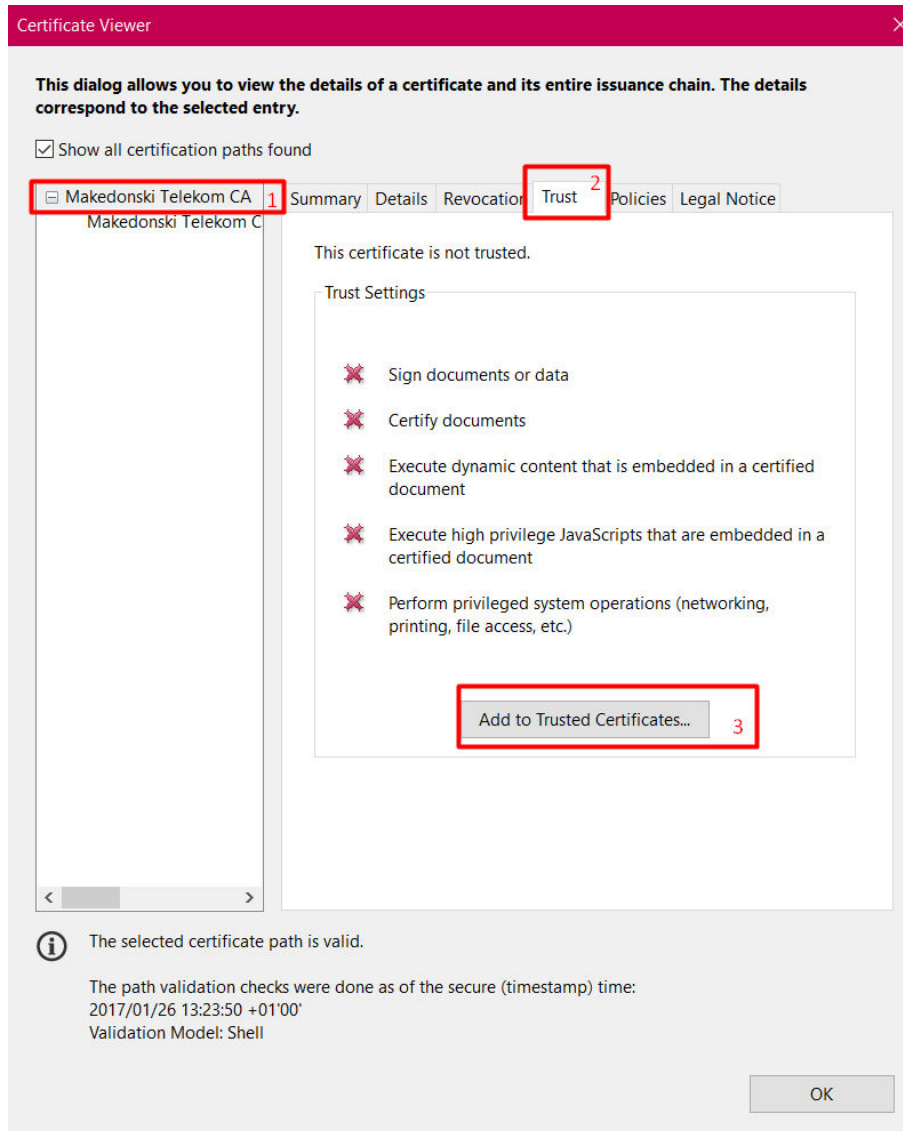 Certificate Viewer
This dialog allows you to view the details of a certificate and its entire issuance chain. The details
correspond to the selected entry.
Show all certification paths found
Makedonski Telekom CA 1
Makedonski Telekom C
Summary Details Revocation Trust 2 Policies Legal Notice
This certificate is not trusted.
Trust Settings
Sign documents or data
Certify documents
Execute dynamic content that is embedded in a certified
document
Execute high privilege JavaScripts that are embedded in a
certified document
Perform privileged system operations (networking,
printing, file access, etc.)
Add to Trusted Certificates... 3
The selected certificate path is valid.
The path validation checks were done as of the secure (timestamp) time:
2017/01/26 13:23:50 +01'00'
Validation Model: Shell
OK